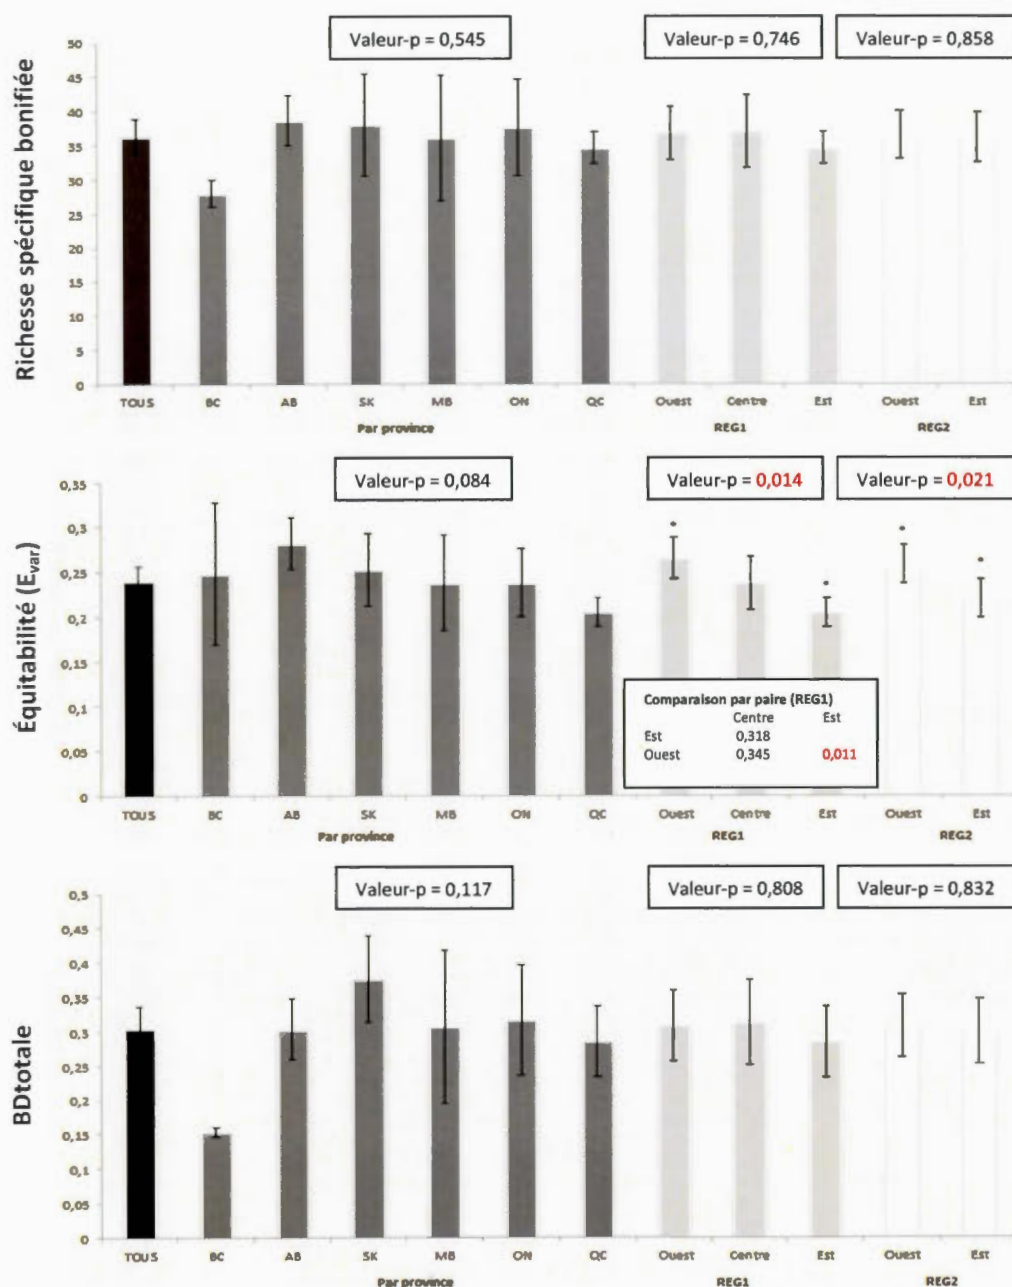 Valeur-p = 0,545
Valeur-p = 0,746
Valeur-p = 0,858
Richesse spécifique bonifiée
50
45
40
35
30
25
20
15
10
5
0
TOUS BC AB SK MB ON QC Ouest Centre Est Ouest Est
Par province REG1 REG2
Valeur-p = 0,084
Valeur-p = 0,014
Valeur-p = 0,021
Équitabilité (Evar)
0,35
0,3
0,25
0,2
0,15
0,1
0,05
0
Comparaison par paire (REG1)
Centre Est
Est 0,318
Ouest 0,345 0,011
TOUS BC AB SK MB ON QC Ouest Centre Est Ouest Est
Par province REG1 REG2
Valeur-p = 0,117
Valeur-p = 0,808
Valeur-p = 0,832
BDtotale
0,5
0,45
0,4
0,35
0,3
0,25
0,2
0,15
0,1
0,05
0
TOUS BC AB SK MB ON QC Ouest Centre Est Ouest Est
Par province REG1 REG2